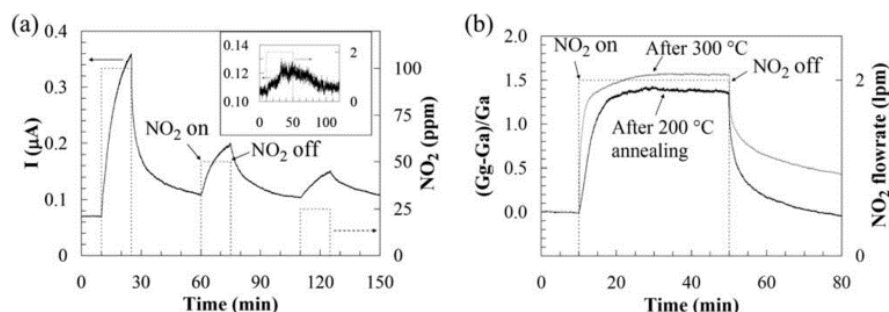 (a)
0.4
0.3
0.2
0.1
0
I (μA)
100
75
50
25
0
NO₂ (ppm)
0.14
0.12
0.10
2
1
0
0 50 100
NO₂ on
NO₂ off
0 30 60 90 120 150
Time (min)
(b)
2.0
1.5
1.0
0.5
0.0
(Gg-Ga)/Ga
2
0
NO₂ flowrate (lpm)
NO₂ on
After 300 °C
NO₂ off
After 200 °C
annealing
0 20 40 60 80
Time (min)